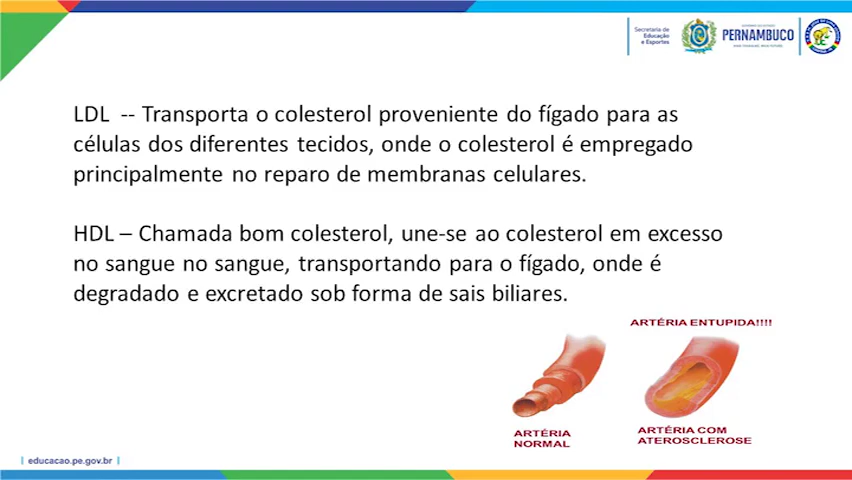 Secretaria de
Educação
e Esportes
PERNAMBUCO
LDL -- Transporta o colesterol proveniente do fígado para as
células dos diferentes tecidos, onde o colesterol é empregado
principalmente no reparo de membranas celulares.
HDL – Chamada bom colesterol, une-se ao colesterol em excesso
no sangue no sangue, transportando para o fígado, onde é
degradado e excretado sob forma de sais biliares.
ARTÉRIA ENTUPIDA!!!!
ARTÉRIA
NORMAL
ARTÉRIA COM
ATEROSCLEROSE
educacao.pe.gov.br